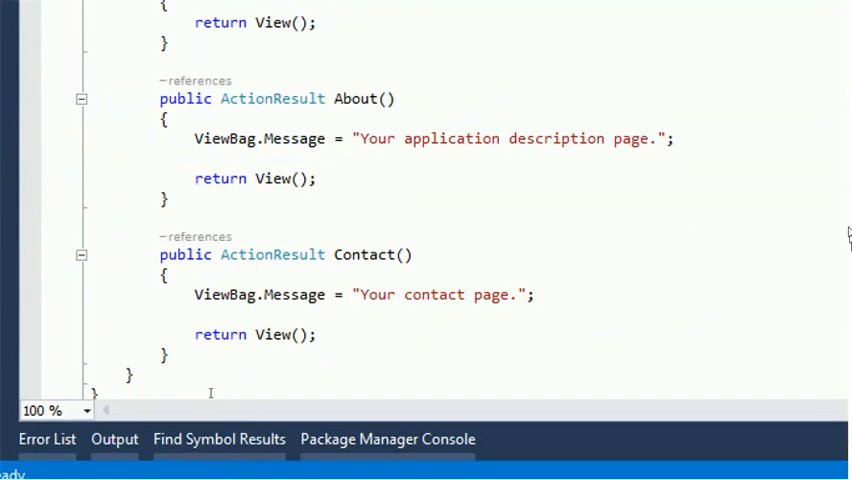 {
return View();
}
– references
public ActionResult About()
{
ViewBag.Message = "Your application description page.";
return View();
}
– references
public ActionResult Contact()
{
ViewBag.Message = "Your contact page.";
return View();
}
}
}
100 %
Error List Output Find Symbol Results Package Manager Console